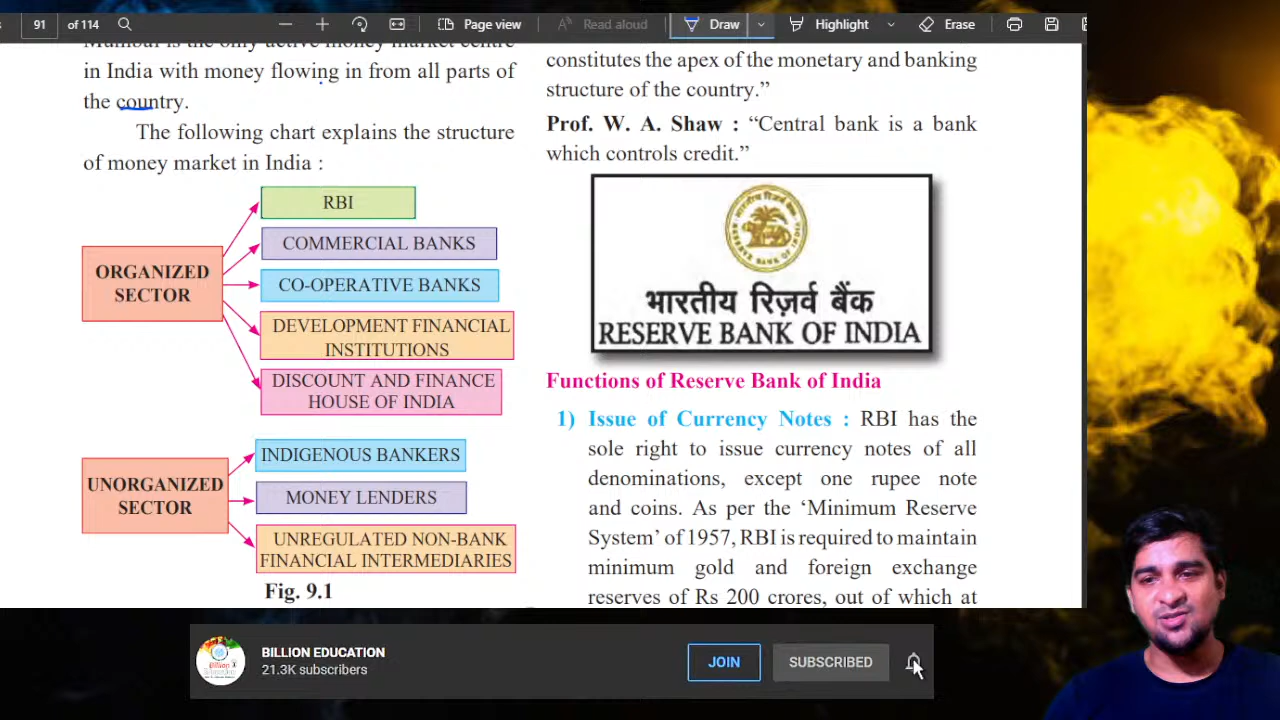 91 of 114 Page view Read aloud Draw Highlight Erase
Mumbai is the only active money market centre
in India with money flowing in from all parts of
the country.
The following chart explains the structure
of money market in India :
ORGANIZED
SECTOR
RBI
COMMERCIAL BANKS
CO-OPERATIVE BANKS
DEVELOPMENT FINANCIAL
INSTITUTIONS
DISCOUNT AND FINANCE
HOUSE OF INDIA
UNORGANIZED
SECTOR
INDIGENOUS BANKERS
MONEY LENDERS
UNREGULATED NON-BANK
FINANCIAL INTERMEDIARIES
Fig. 9.1
constitutes the apex of the monetary and banking
structure of the country.”
Prof. W. A. Shaw : “Central bank is a bank
which controls credit.”
भारतीय रिज़र्व बैंक
RESERVE BANK OF INDIA
Functions of Reserve Bank of India
1) Issue of Currency Notes : RBI has the
sole right to issue currency notes of all
denominations, except one rupee note
and coins. As per the ‘Minimum Reserve
System’ of 1957, RBI is required to maintain
minimum gold and foreign exchange
reserves of Rs 200 crores, out of which at
BILLION EDUCATION
21.3K subscribers
JOIN
SUBSCRIBED